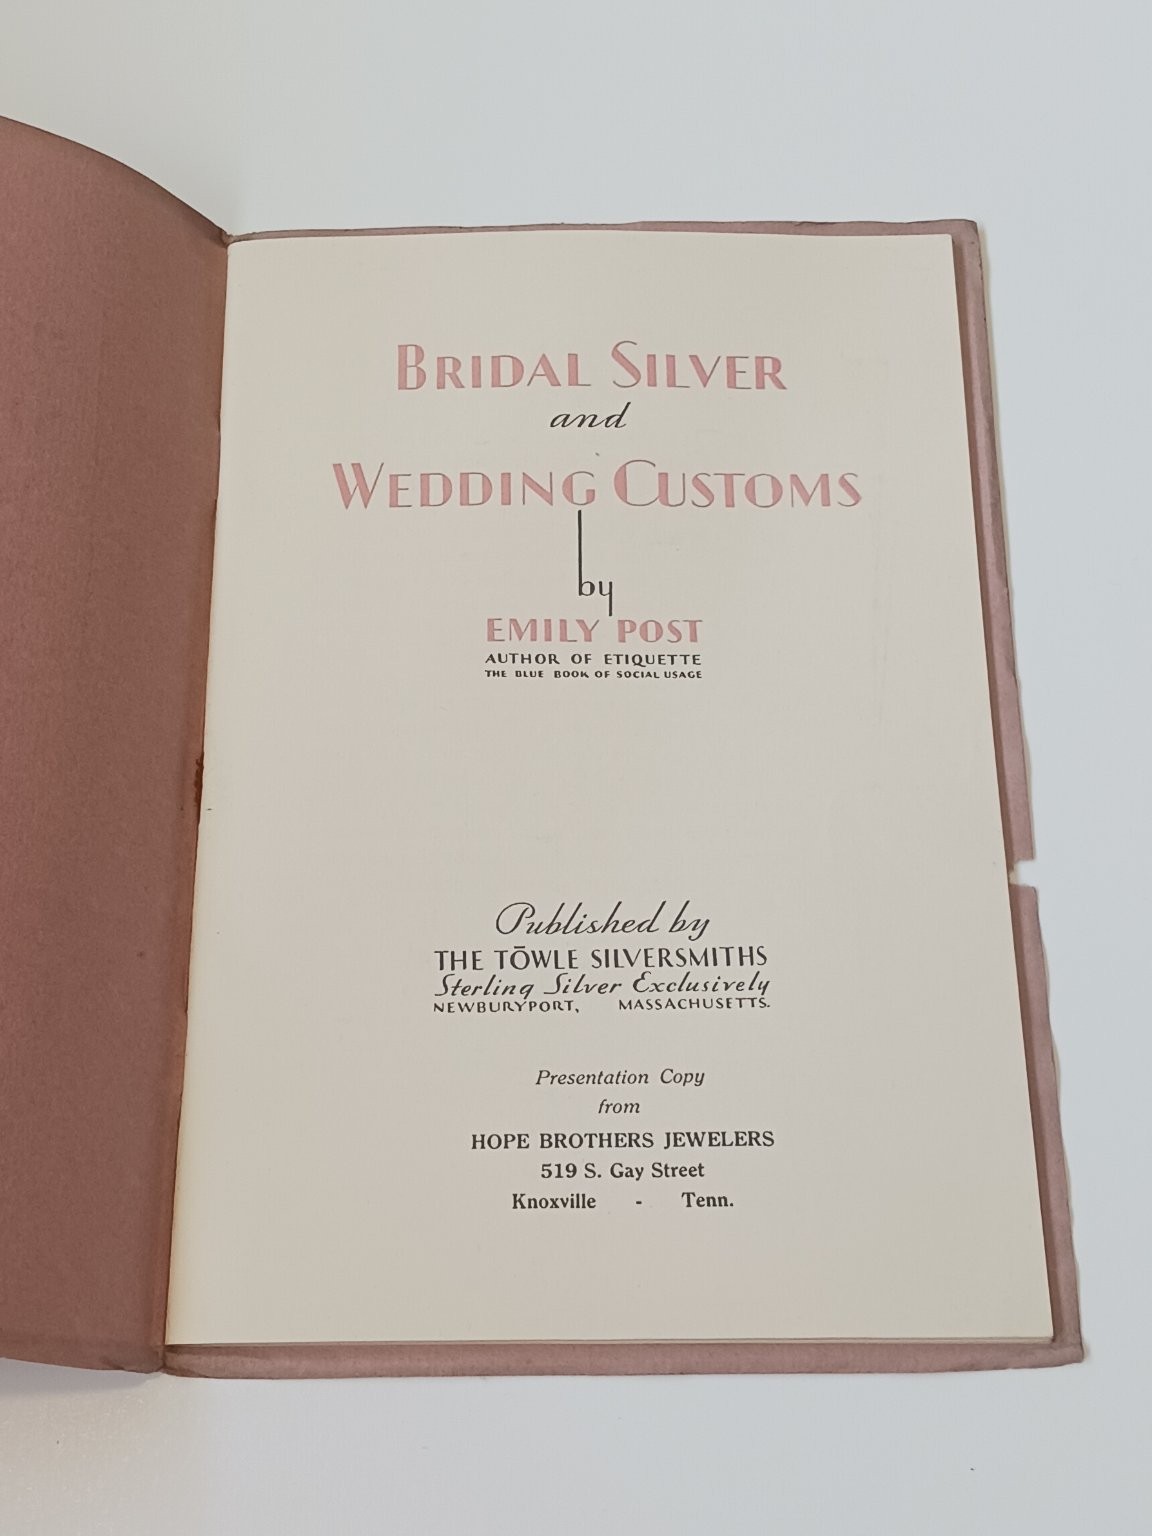 BRIDAL SILVER
and
WEDDING CUSTOMS
by
EMILY POST
AUTHOR OF ETIQUETTE
THE BLUE BOOK OF SOCIAL USAGE
Published by
THE TŌWLE SILVERSMITHS
Sterling Silver Exclusively
NEWBURYPORT, MASSACHUSETTS.
Presentation Copy
from
HOPE BROTHERS JEWELERS
519 S. Gay Street
Knoxville - Tenn.